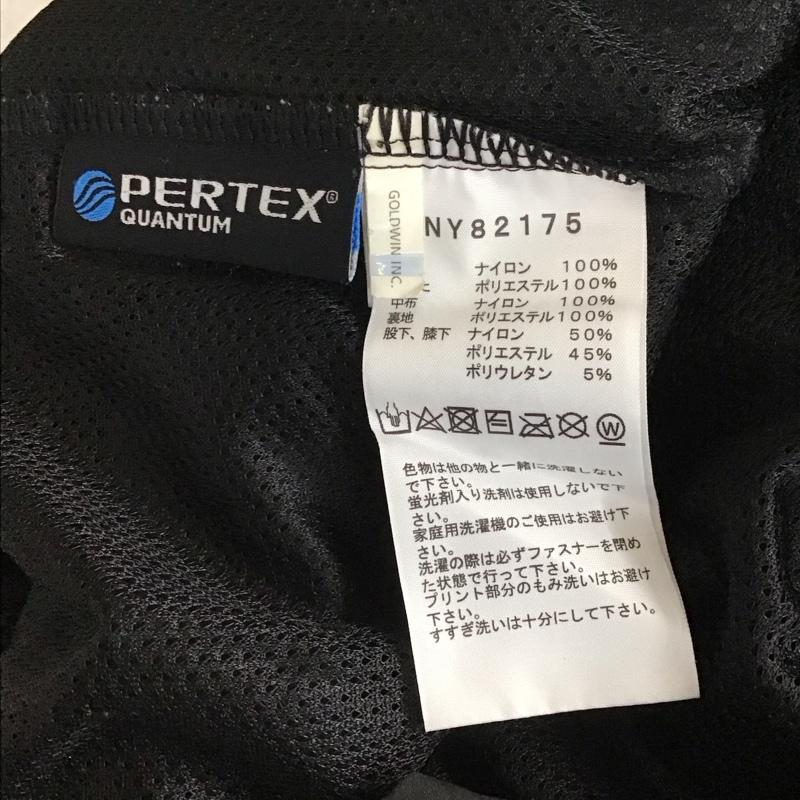 PERTEX®
QUANTUM
GOLDWIN INC.
NY82175
ナイロン 100%
ポリエステル 100%
中布 ナイロン 100%
裏地 ポリエステル 100%
股下、膝下 ナイロン 50%
ポリエステル 45%
ポリウレタン 5%
W
色物は他の物と一緒に洗濯しない
で下さい。
蛍光剤入り洗剤は使用しないで下
さい。
家庭用洗濯機のご使用はお避け下
さい。
洗濯の際は必ずファスナーを閉め
た状態で行って下さい。
プリント部分のもみ洗いはお避け
下さい。
すすぎ洗いは十分にして下さい。